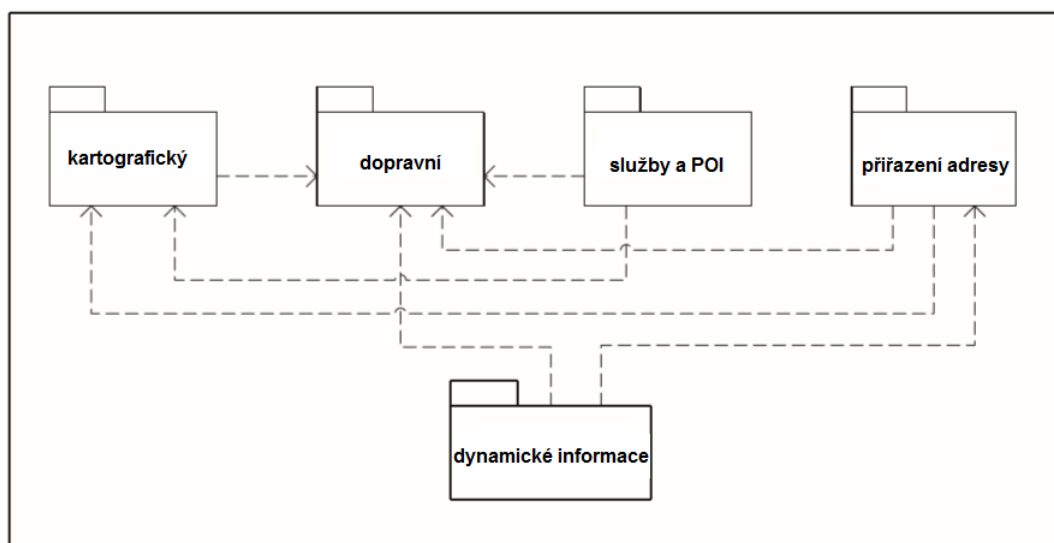 kartografický
dopravní
služby a POI
přiřazení adresy
dynamické informace